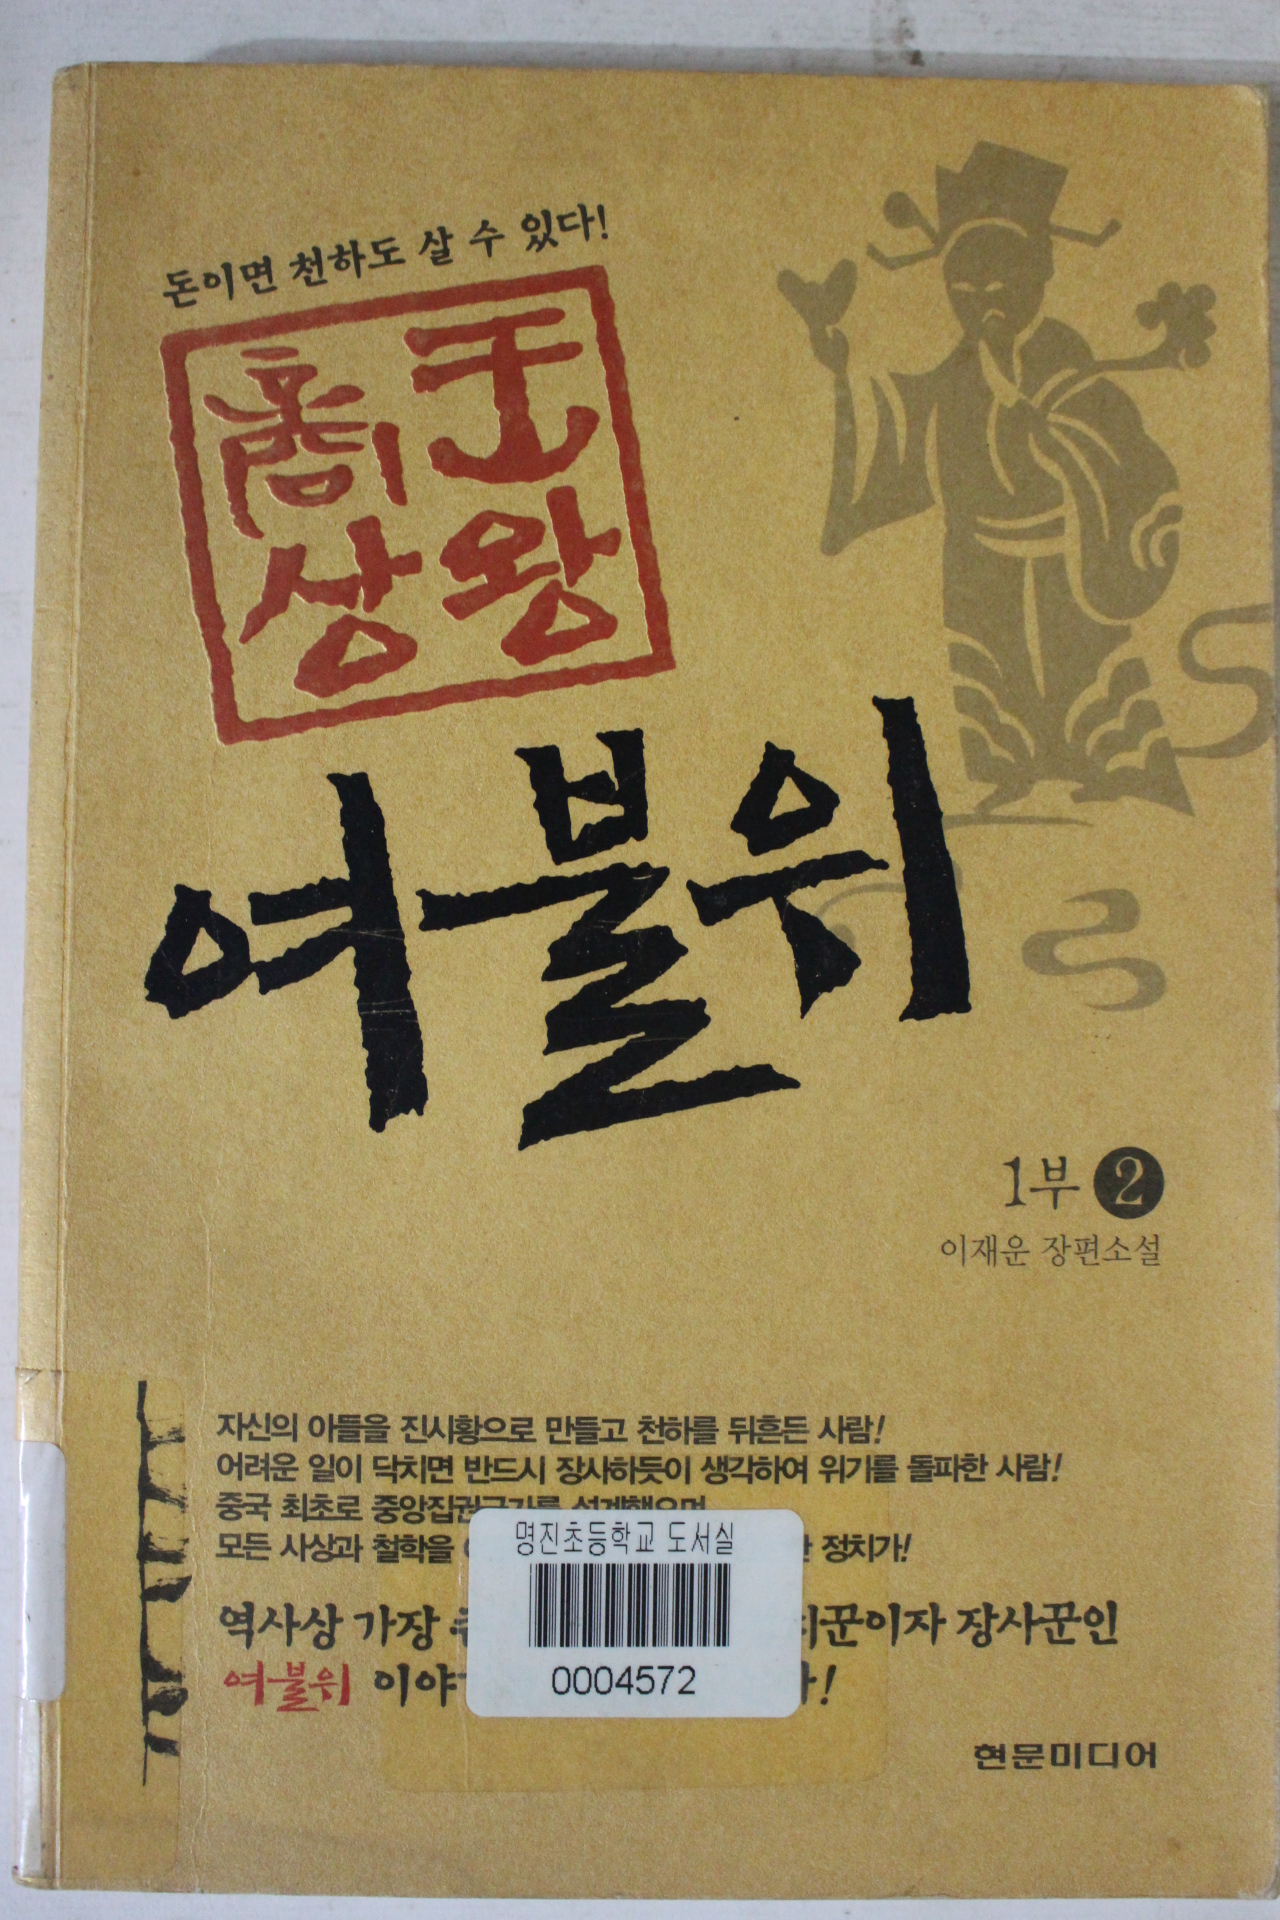 돈이면 천하도 살 수 있다!
商王
상왕
여불위
1부 2
이재운 장편소설
자신의 아들을 진시황으로 만들고 천하를 뒤흔든 사람!
어려운 일이 닥치면 반드시 장사하듯이 생각하여 위기를 돌파한 사람!
중국 최초로 중앙집권국가를 설계했으며
모든 사상과 철학을 정치가!
명진초등학교 도서실
0004572
역사상 가장 장사꾼인
여불위
현문미디어